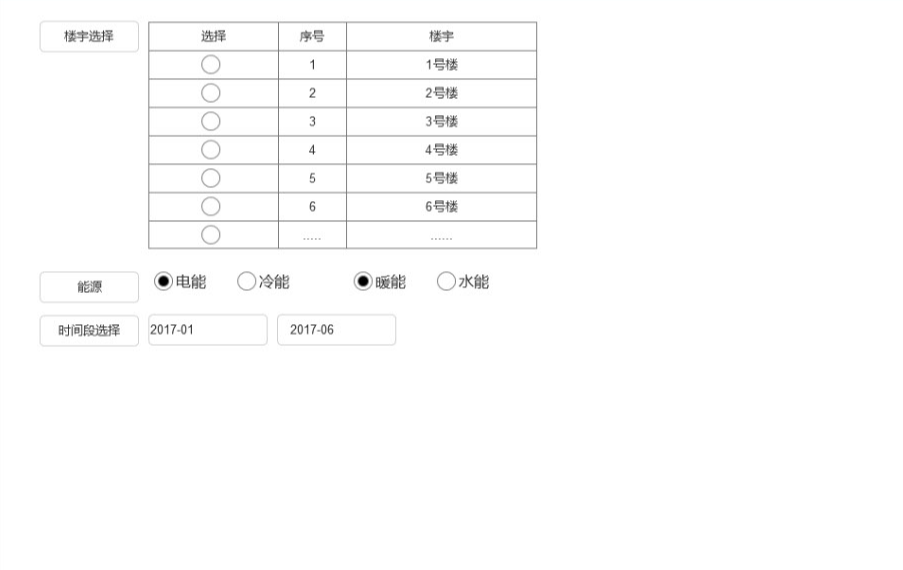 楼宇选择 选择 序号 楼宇
1 1号楼
2 2号楼
3 3号楼
4 4号楼
5 5号楼
6 6号楼
..... ......
能源 电能 冷能 暖能 水能
时间段选择 2017-01 2017-06